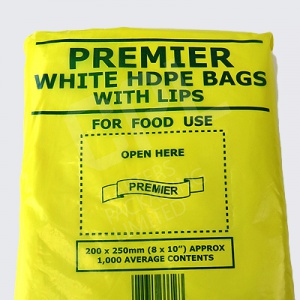 PREMIER
WHITE HDPE BAGS
WITH LIPS
FOR FOOD USE
OPEN HERE
PREMIER
200 x 250mm (8 x 10") APPROX
1,000 AVERAGE CONTENTS